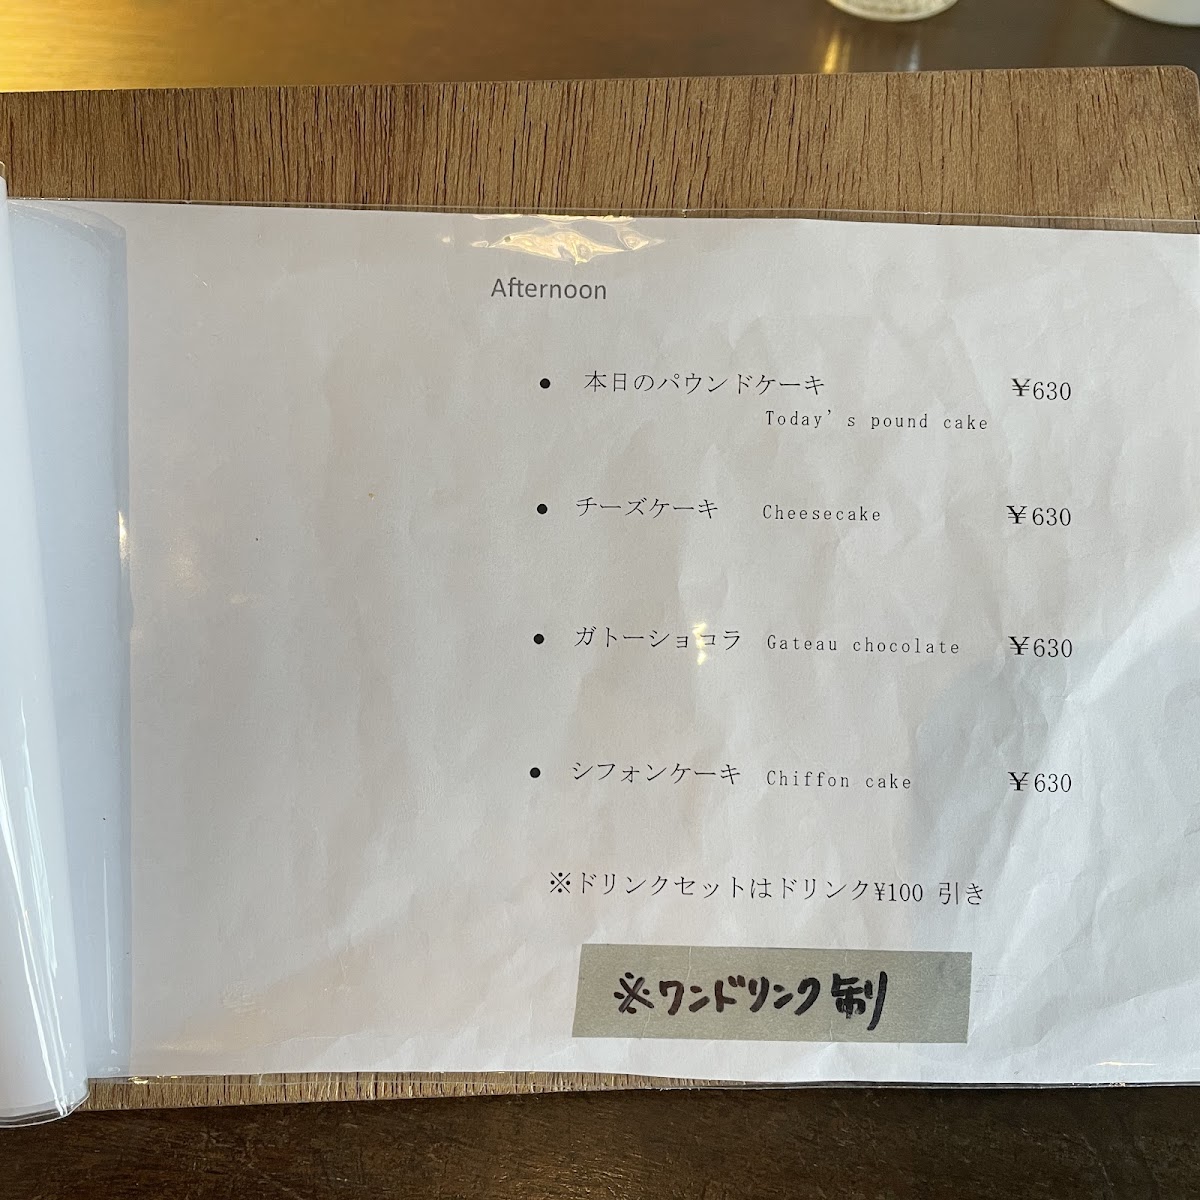 Afternoon
● 本日のパウンドケーキ ¥630
Today's pound cake
● チーズケーキ Cheesecake ¥630
● ガトーショコラ Gateau chocolate ¥630
● シフォンケーキ Chiffon cake ¥630
※ドリンクセットはドリンク¥100 引き
※ワンドリンク制